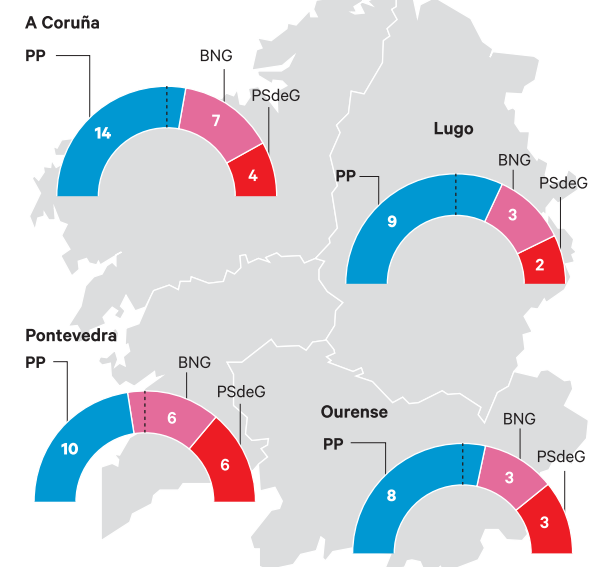 A Coruña
PP
BNG
PSdeG
14
7
4
Lugo
PP
BNG
PSdeG
9
3
2
Pontevedra
PP
BNG
PSdeG
10
6
6
Ourense
PP
BNG
PSdeG
8
3
3